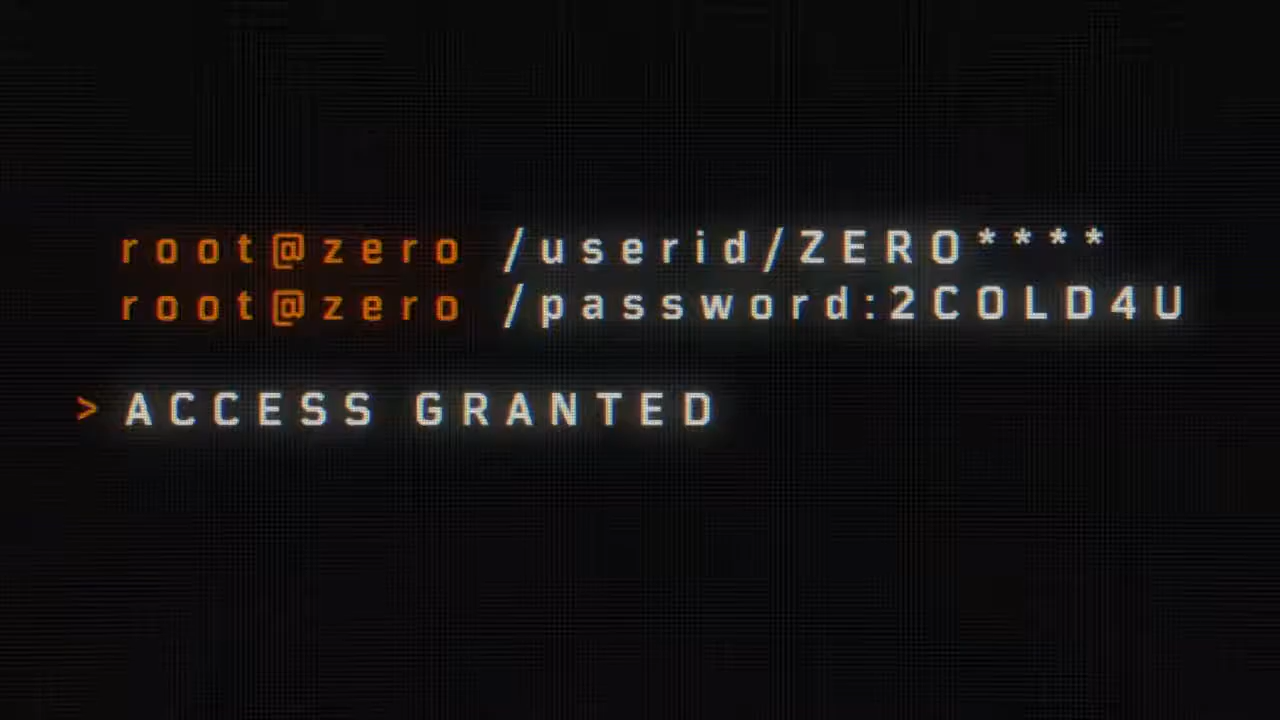 root@zero /userid/ZERO****
root@zero /password:2COLD4U
> ACCESS GRANTED